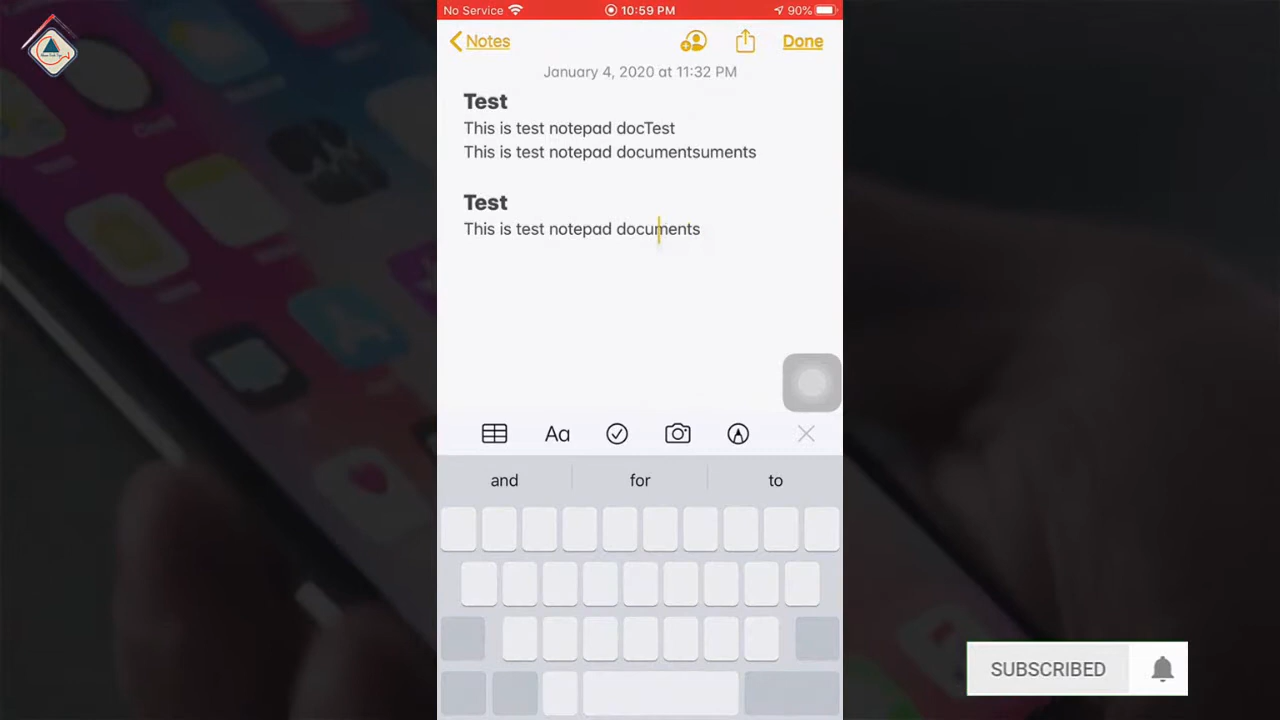 No Service 10:59 PM 90%
Notes Done
January 4, 2020 at 11:32 PM
Test
This is test notepad docTest
This is test notepad documentsuments
Test
This is test notepad documents
Aa
and for to
SUBSCRIBED